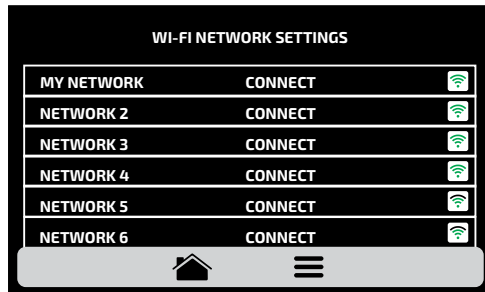 WI-FI NETWORK SETTINGS
MY NETWORK CONNECT
NETWORK 2 CONNECT
NETWORK 3 CONNECT
NETWORK 4 CONNECT
NETWORK 5 CONNECT
NETWORK 6 CONNECT